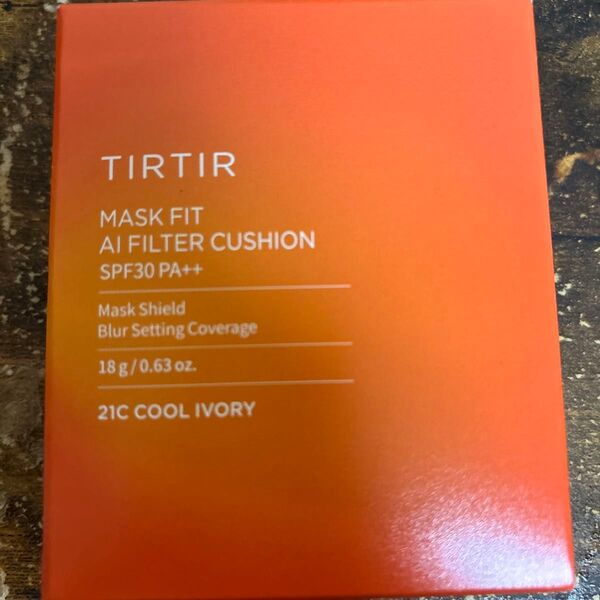 TIRTIR
MASK FIT
AI FILTER CUSHION
SPF30 PA++
Mask Shield
Blur Setting Coverage
18 g / 0.63 oz.
21C COOL IVORY